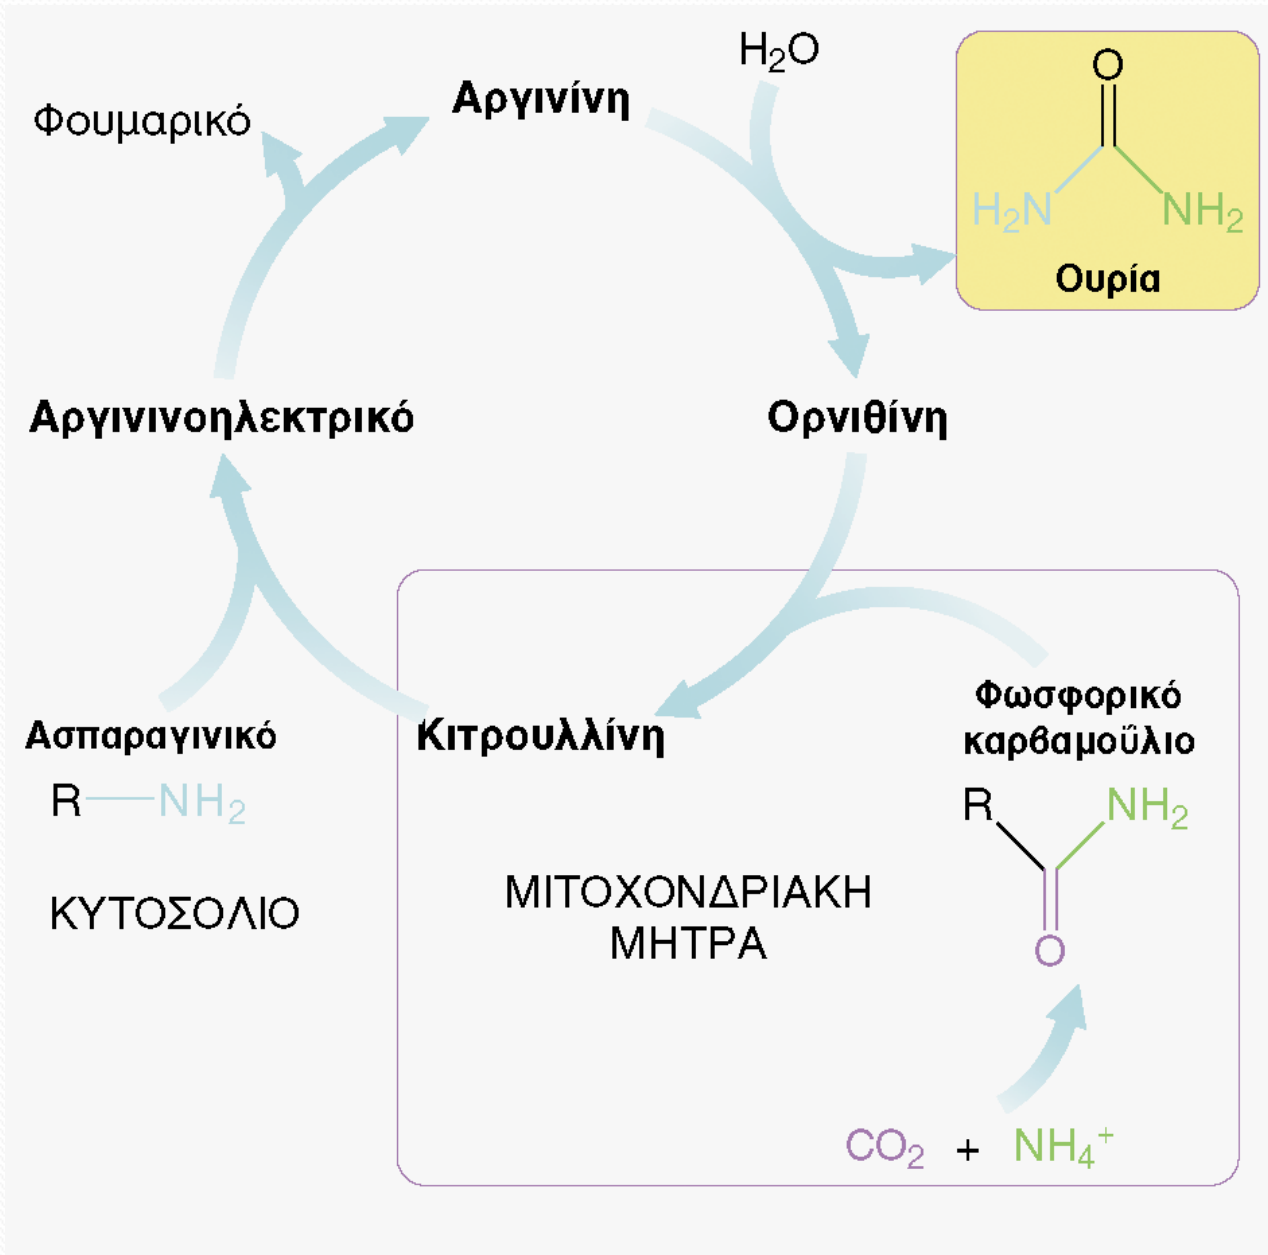 H₂O
O
Αργινίνη
Φουμαρικό
H₂N
NH₂
Ουρία
Αργινινοηλεκτρικό
Ορνιθίνη
Φωσφορικό
καρβαμοΰλιο
Ασπαραγινικό
Κιτρουλλίνη
R
NH₂
R
NH₂
ΜΙΤΟΧΟΝΔΡΙΑΚΗ
ΜΗΤΡΑ
ΚΥΤΟΣΟΛΙΟ
O
CO₂ + NH₄⁺